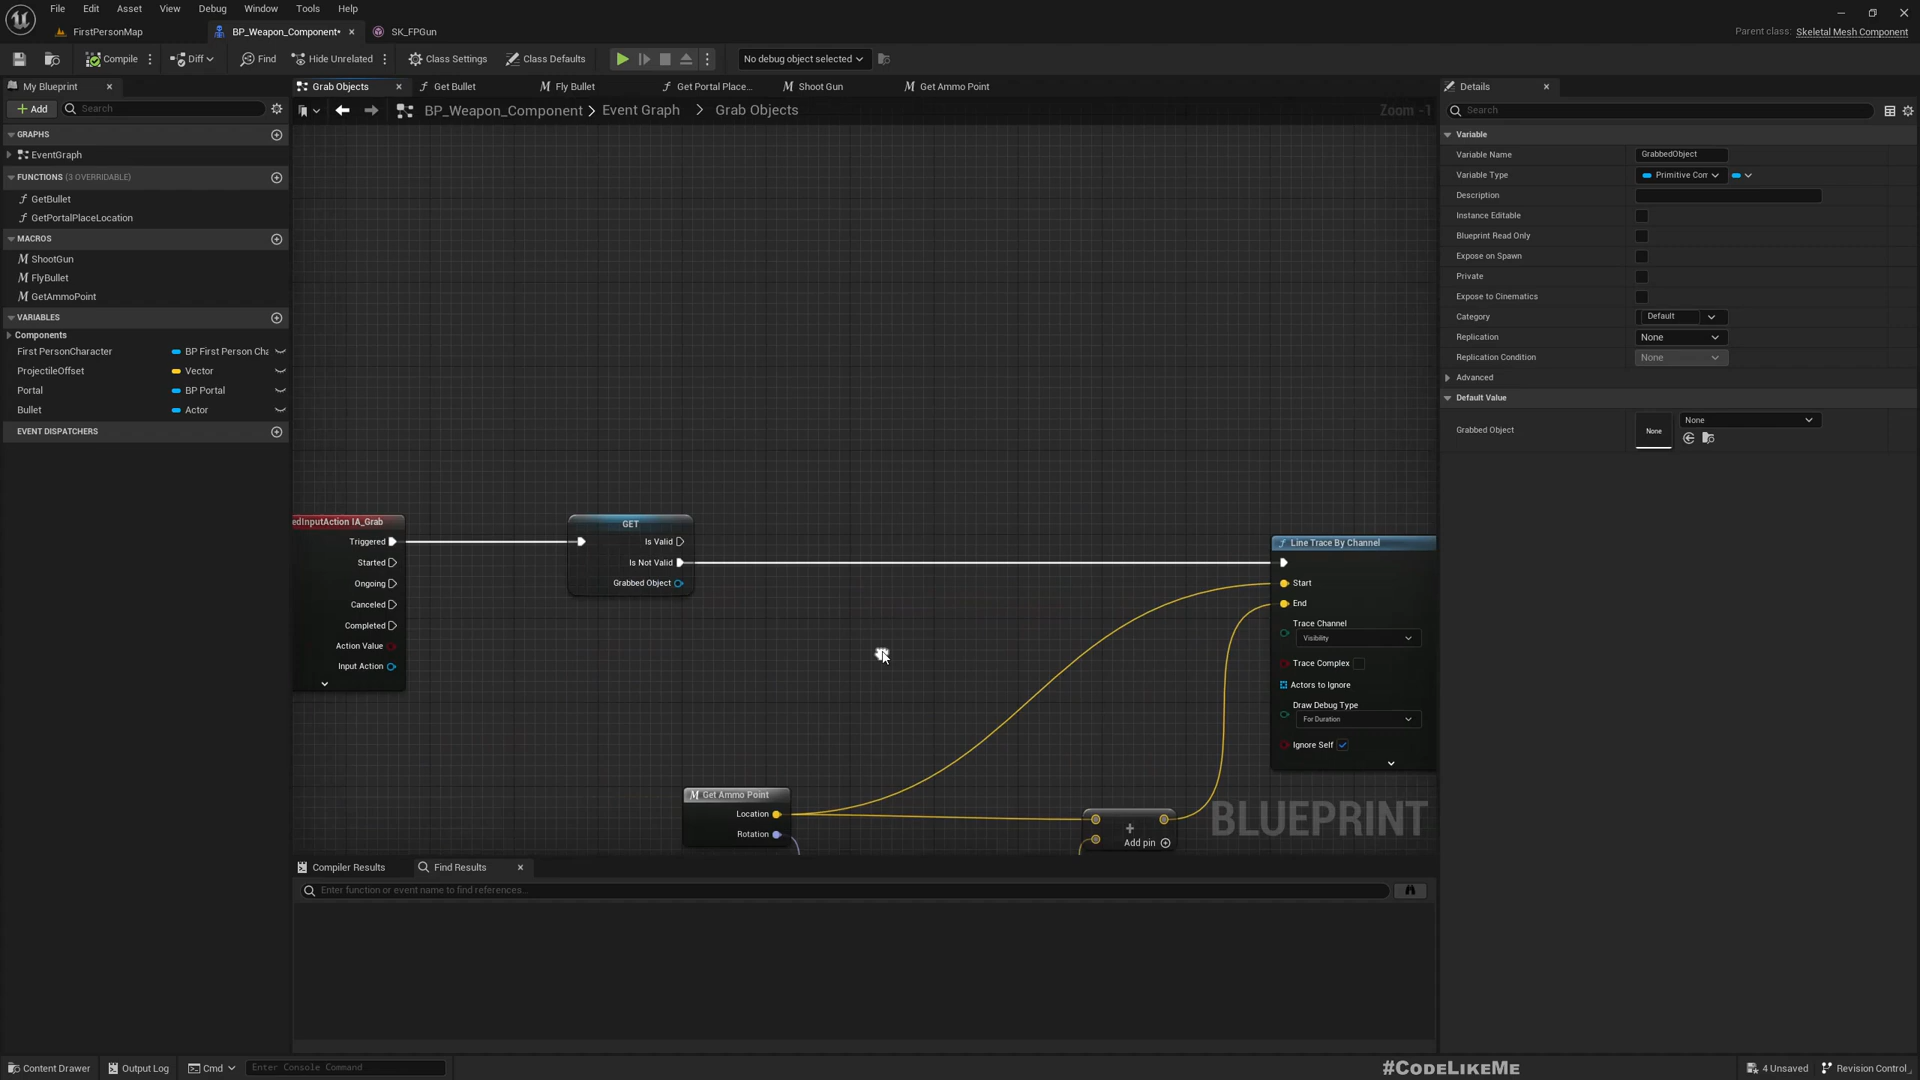 File Edit Asset View Debug Window Tools Help
FirstPersonMap BP_Weapon_Component* SK_FPGun
Parent class: Skeletal Mesh Component
Compile Diff Find Hide Unrelated Class Settings Class Defaults No debug object selected
My Blueprint
Grab Objects Get Bullet Fly Bullet Get Portal Place... Shoot Gun Get Ammo Point
Details
Add Search
BP_Weapon_Component > Event Graph > Grab Objects
Zoom -1
Search
GRAPHS
EventGraph
FUNCTIONS (3 OVERRIDABLE)
GetBullet
GetPortalPlaceLocation
MACROS
ShootGun
FlyBullet
GetAmmoPoint
VARIABLES
Components
First PersonCharacter BP First Person Cha
ProjectileOffset Vector
Portal BP Portal
Bullet Actor
EVENT DISPATCHERS
edInputAction IA_Grab
Triggered
Started
Ongoing
Canceled
Completed
Action Value
Input Action
GET
Is Valid
Is Not Valid
Grabbed Object
Line Trace By Channel
Start
End
Trace Channel
Visibility
Trace Complex
Actors to Ignore
Draw Debug Type
For Duration
Ignore Self
Get Ammo Point
Location
Rotation
+
Add pin
BLUEPRINT
Variable
Variable Name GrabbedObject
Variable Type Primitive Com
Description
Instance Editable
Blueprint Read Only
Expose on Spawn
Private
Expose to Cinematics
Category Default
Replication None
Replication Condition None
Advanced
Default Value
Grabbed Object None None
Compiler Results Find Results
Enter function or event name to find references...
Content Drawer Output Log Cmd Enter Console Command
#CodeLikeMe
4 Unsaved Revision Control